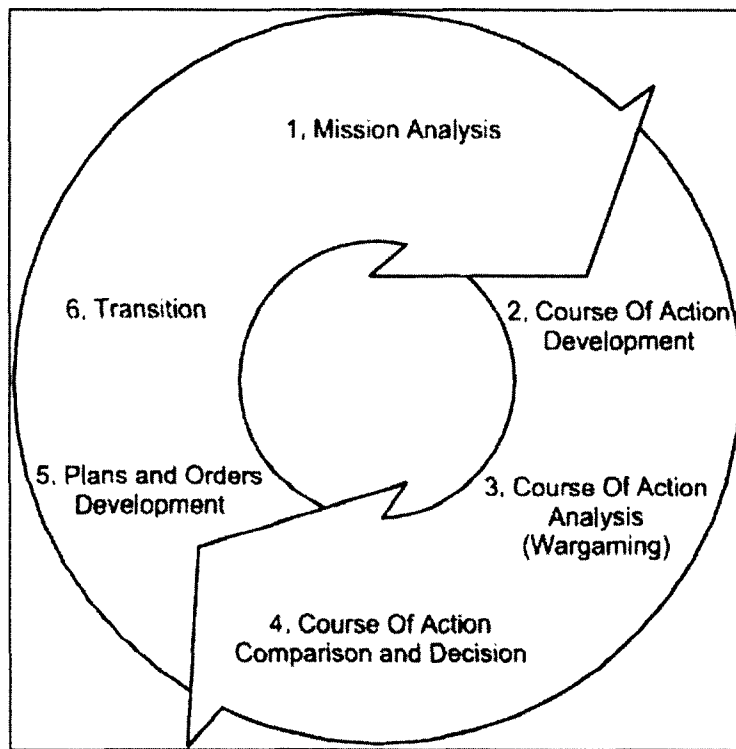 1. Mission Analysis
2. Course Of Action
Development
3. Course Of Action
Analysis
(Wargaming)
4. Course Of Action
Comparison and Decision
5. Plans and Orders
Development
6. Transition